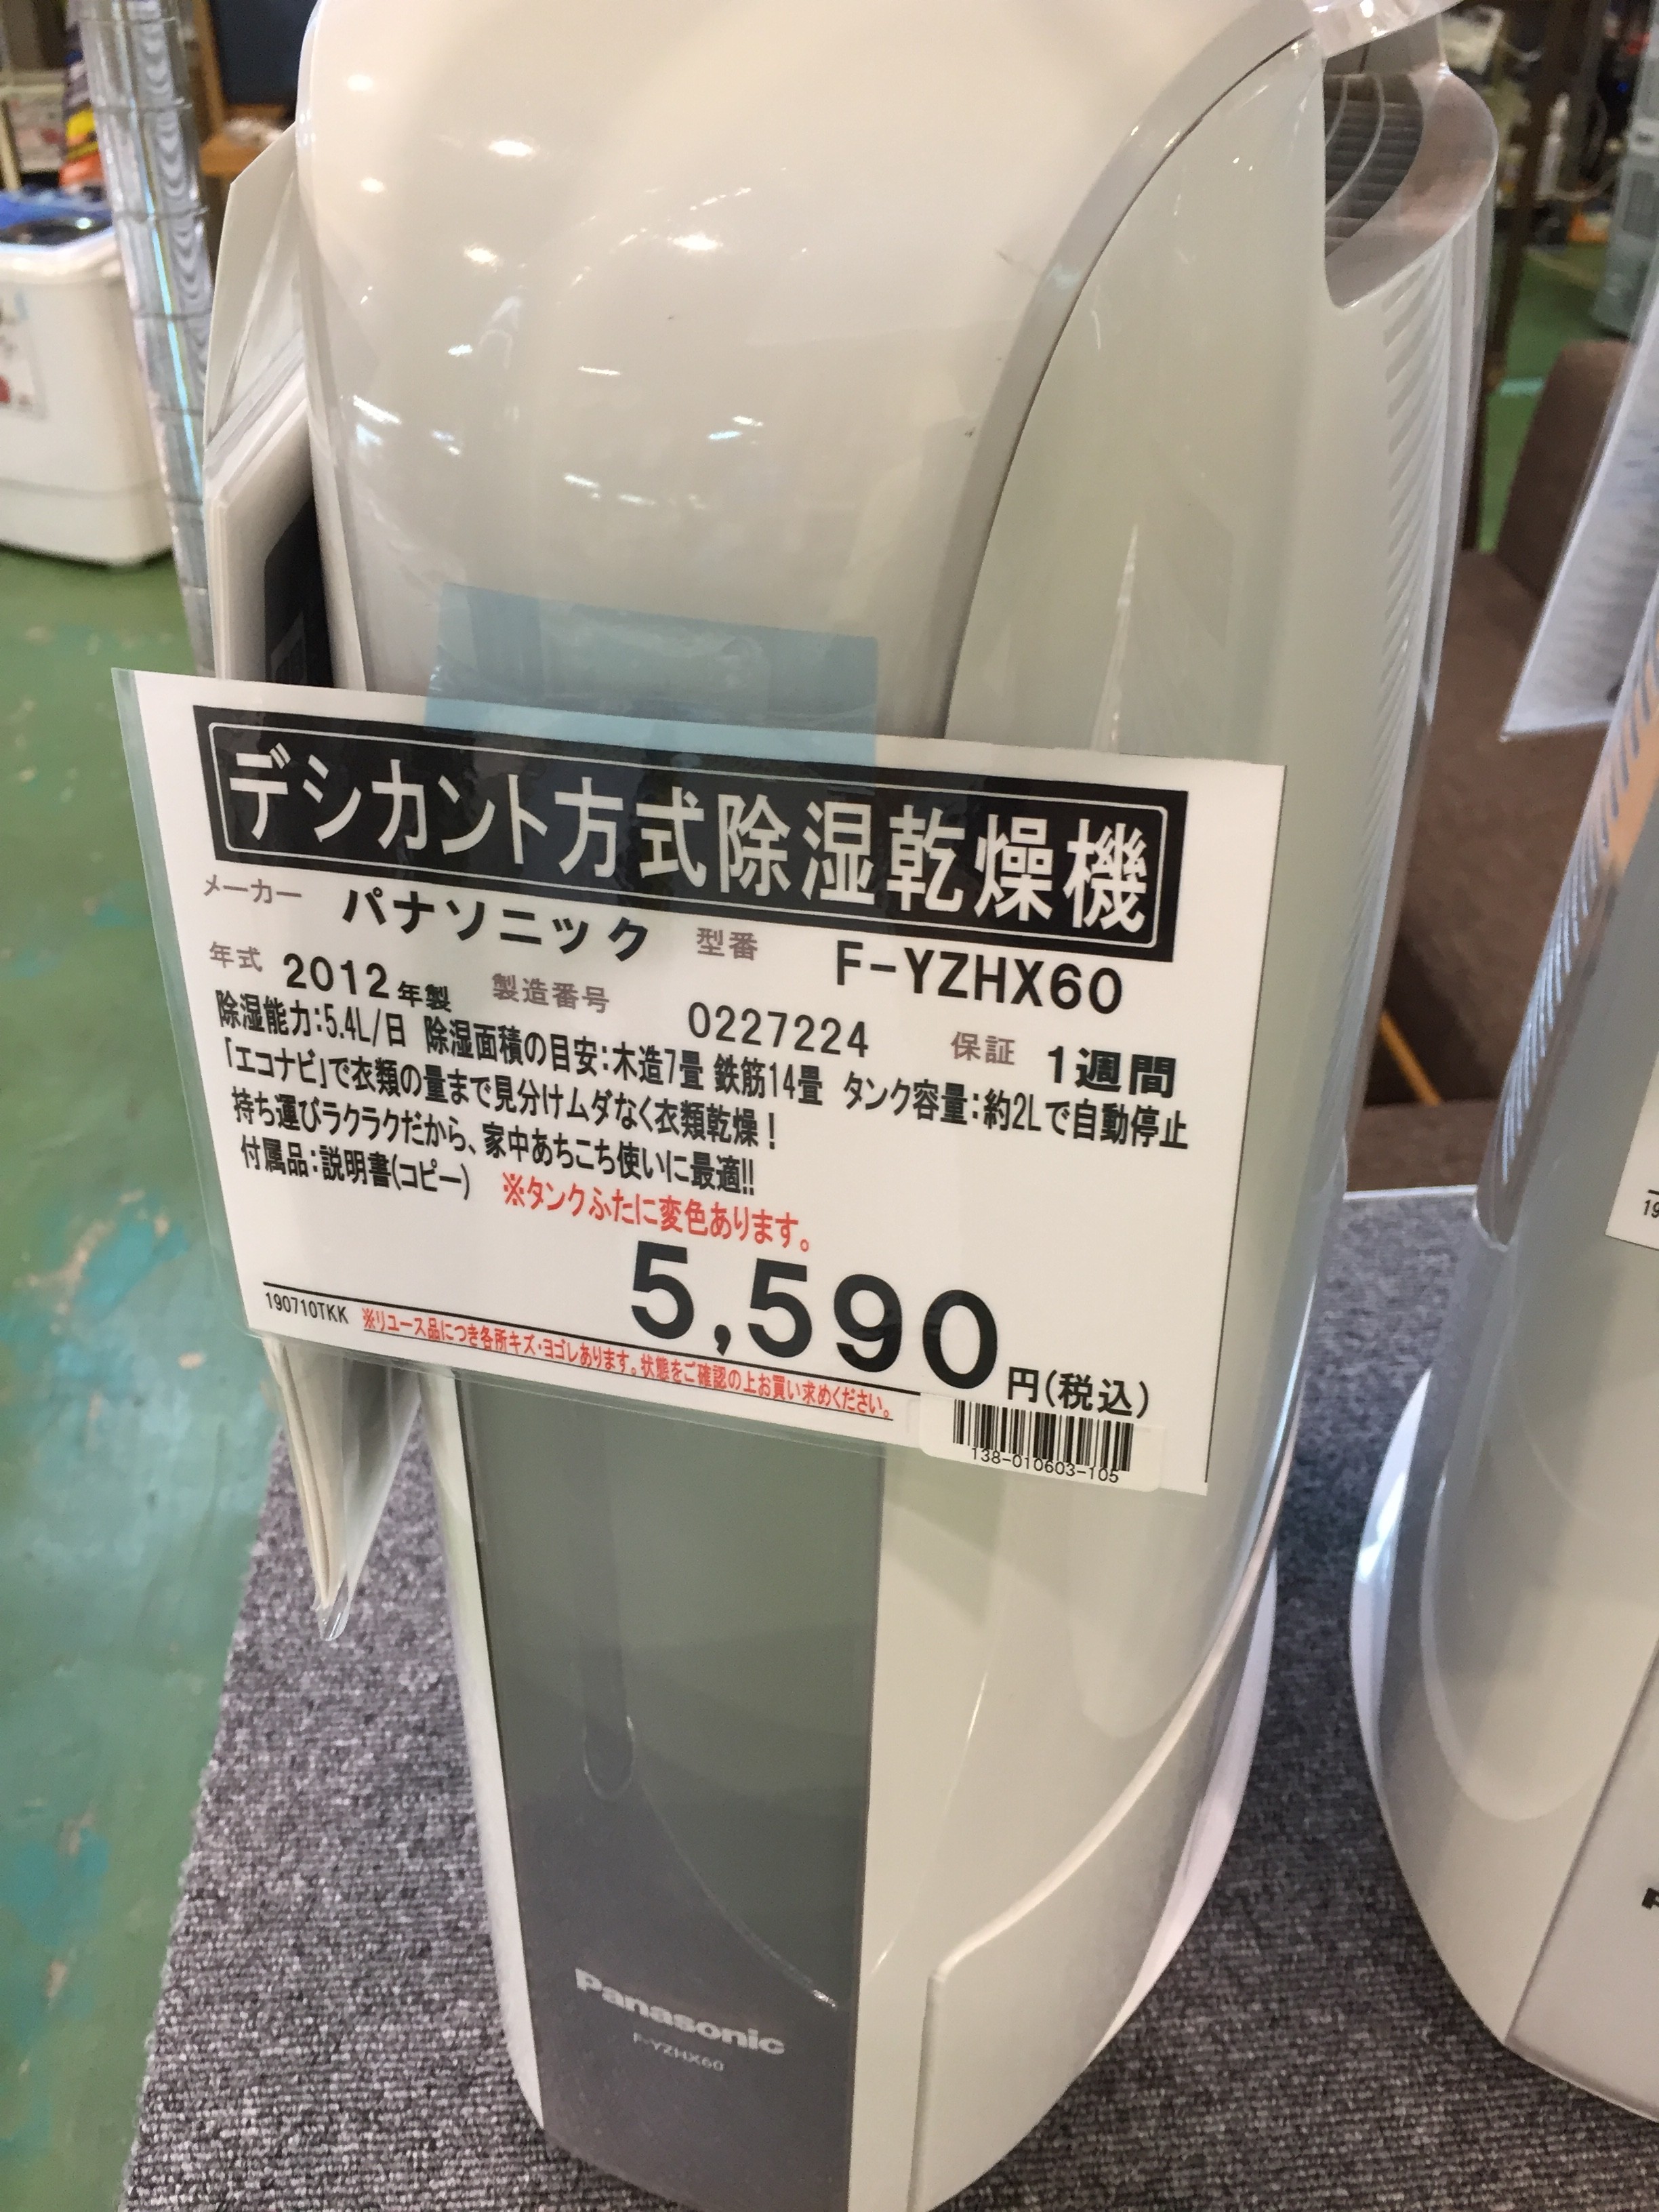 デシカント方式除湿乾燥機
メーカー パナソニック 型番 F-YZHX60
年式 2012年製 製造番号 0227224 保証 1週間
除湿能力:5.4L/日 除湿面積の目安:木造7畳 鉄筋14畳 タンク容量:約2Lで自動停止
「エコナビ」で衣類の量まで見分けムダなく衣類乾燥!
持ち運びラクラクだから、家中あちこち使いに最適!!
付属品:説明書(コピー) ※タンクふたに変色あります。
5,590円(税込)
190710TKK ※リユース品につき各所キズ・ヨゴレあります。状態をご確認の上お買い求めください。
138-010603-105
Panasonic
F-YZHX60